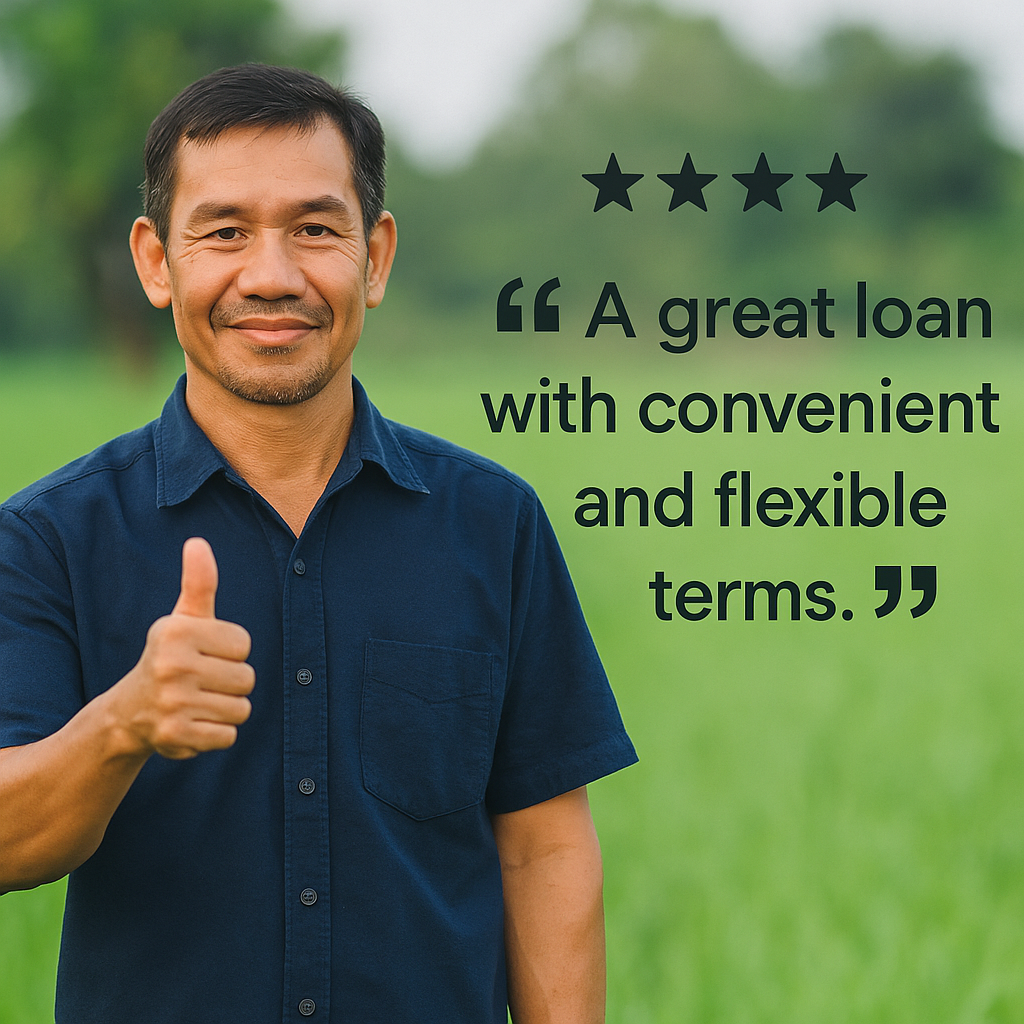 ★★★★
“ A great loan
with convenient
and flexible
terms. ”